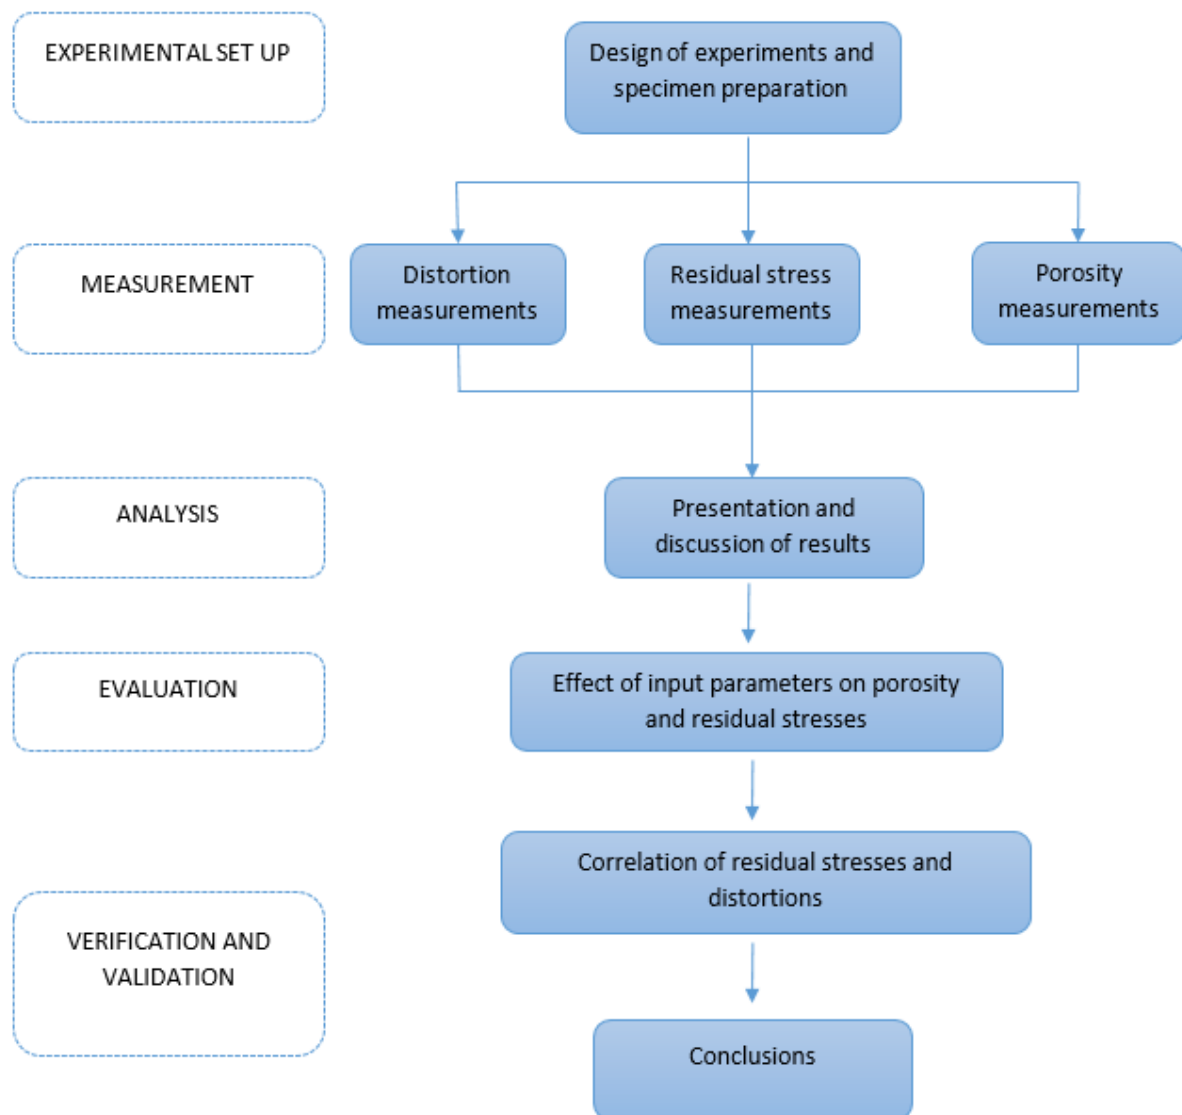 EXPERIMENTAL SET UP
Design of experiments and
specimen preparation
MEASUREMENT
Distortion
measurements
Residual stress
measurements
Porosity
measurements
ANALYSIS
Presentation and
discussion of results
EVALUATION
Effect of input parameters on porosity
and residual stresses
Correlation of residual stresses and
distortions
VERIFICATION AND
VALIDATION
Conclusions